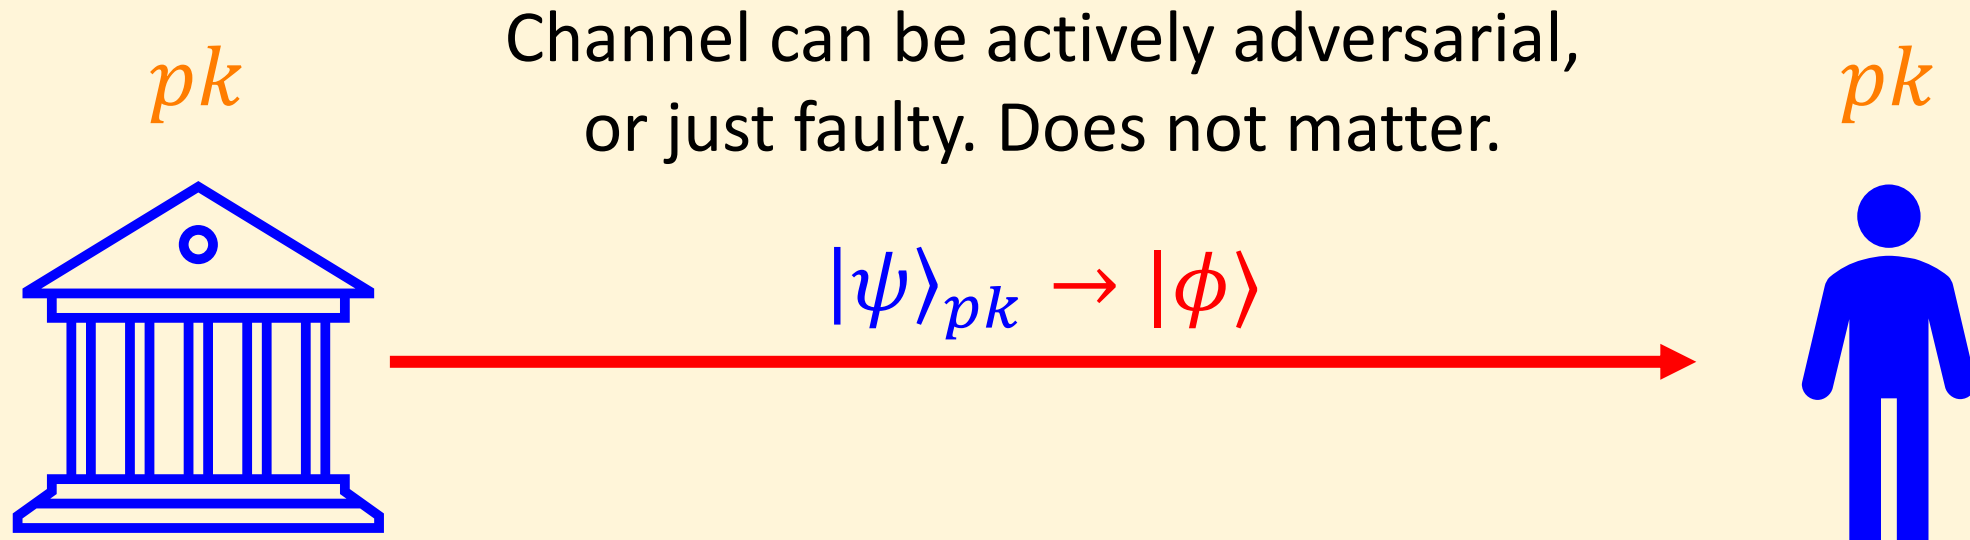 Channel can be actively adversarial,
pk pk
or just faulty. Does not matter.
|ψ⟩pk → |ϕ⟩